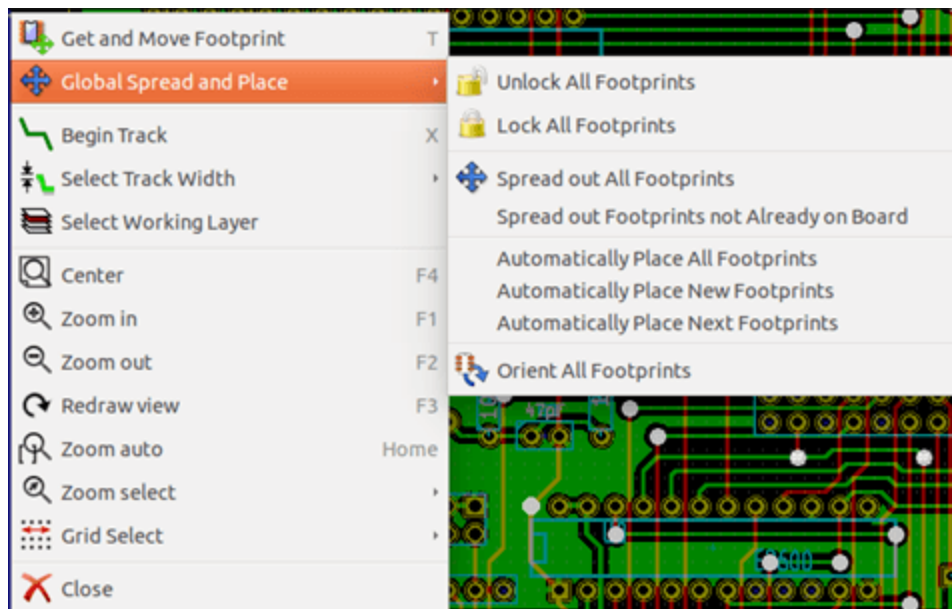 Get and Move Footprint T
Global Spread and Place
Begin Track X
Select Track Width
Select Working Layer
Center F4
Zoom in F1
Zoom out F2
Redraw view F3
Zoom auto Home
Zoom select
Grid Select
Close
Unlock All Footprints
Lock All Footprints
Spread out All Footprints
Spread out Footprints not Already on Board
Automatically Place All Footprints
Automatically Place New Footprints
Automatically Place Next Footprints
Orient All Footprints
47pF